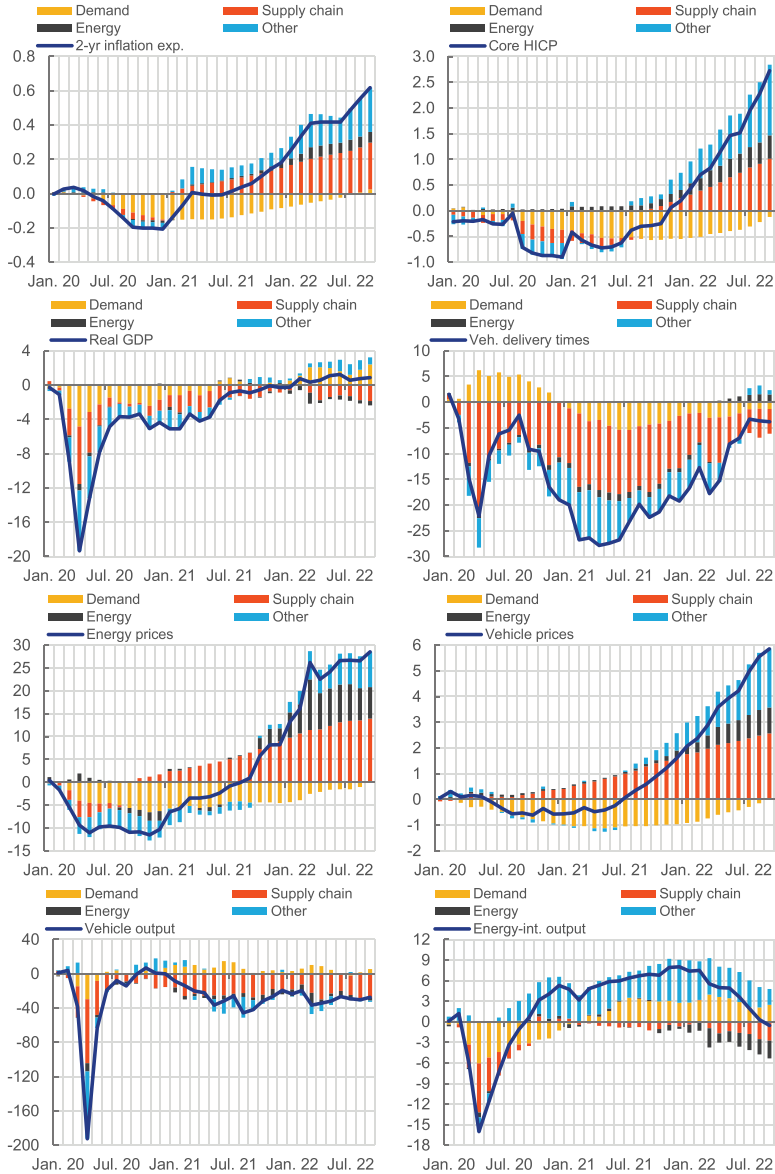 Demand Supply chain
Energy Other
2-yr inflation exp.
0.8
0.6
0.4
0.2
0.0
-0.2
-0.4
Jan. 20 Jul. 20 Jan. 21 Jul. 21 Jan. 22 Jul. 22
Demand Supply chain
Energy Other
Core HICP
3.0
2.5
2.0
1.5
1.0
0.5
0.0
-0.5
-1.0
Jan. 20 Jul. 20 Jan. 21 Jul. 21 Jan. 22 Jul. 22
Demand Supply chain
Energy Other
Real GDP
4
0
-4
-8
-12
-16
-20
Jan. 20 Jul. 20 Jan. 21 Jul. 21 Jan. 22 Jul. 22
Demand Supply chain
Energy Other
Veh. delivery times
10
5
0
-5
-10
-15
-20
-25
-30
Jan. 20 Jul. 20 Jan. 21 Jul. 21 Jan. 22 Jul. 22
Demand Supply chain
Energy Other
Energy prices
30
25
20
15
10
5
0
-5
-10
-15
Jan. 20 Jul. 20 Jan. 21 Jul. 21 Jan. 22 Jul. 22
Demand Supply chain
Energy Other
Vehicle prices
6
5
4
3
2
1
0
-1
-2
Jan. 20 Jul. 20 Jan. 21 Jul. 21 Jan. 22 Jul. 22
Demand Supply chain
Energy Other
Vehicle output
40
0
-40
-80
-120
-160
-200
Jan. 20 Jul. 20 Jan. 21 Jul. 21 Jan. 22 Jul. 22
Demand Supply chain
Energy Other
Energy-int. output
12
9
6
3
0
-3
-6
-9
-12
-15
-18
Jan. 20 Jul. 20 Jan. 21 Jul. 21 Jan. 22 Jul. 22